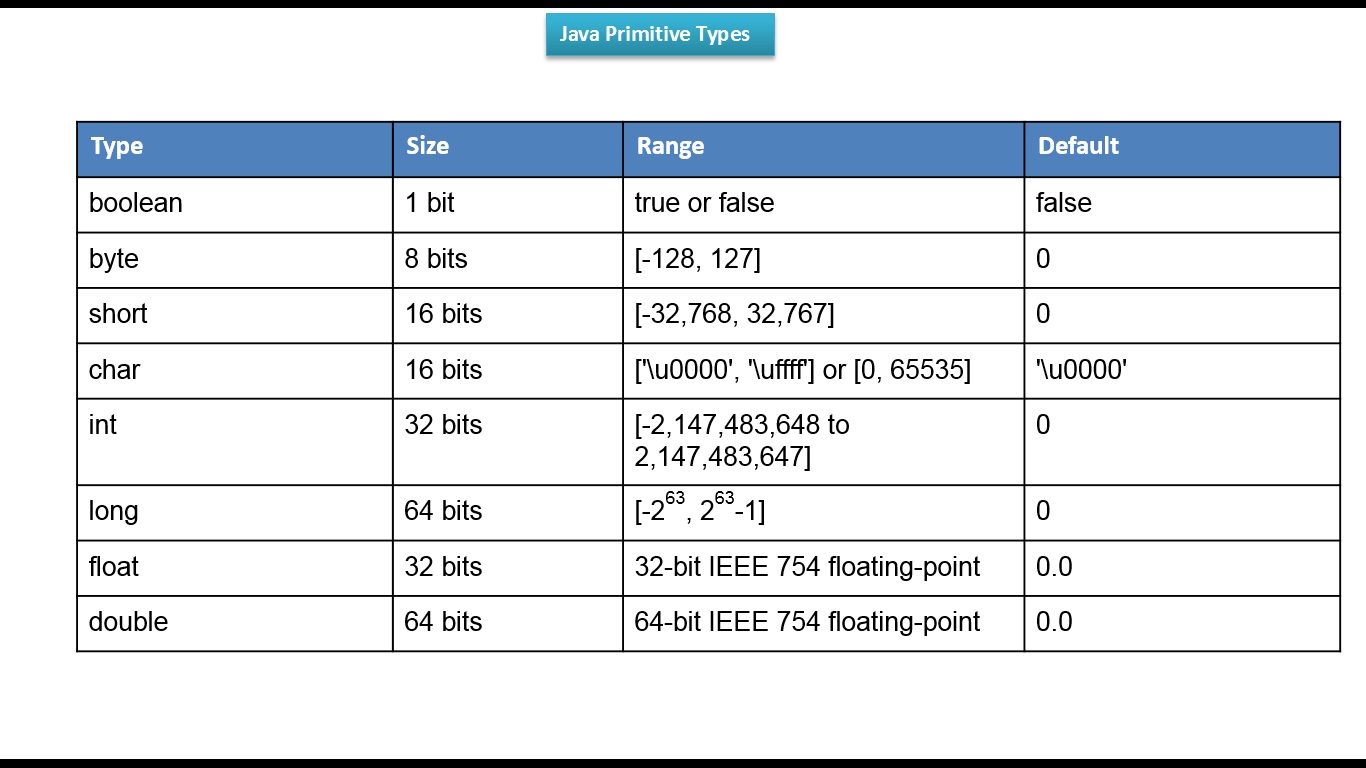 Java Primitive Types
Type Size Range Default
boolean 1 bit true or false false
byte 8 bits [-128, 127] 0
short 16 bits [-32,768, 32,767] 0
char 16 bits ['\u0000', '\uffff'] or [0, 65535] '\u0000'
int 32 bits [-2,147,483,648 to 0
2,147,483,647]
long 64 bits [-2⁶³, 2⁶³-1] 0
float 32 bits 32-bit IEEE 754 floating-point 0.0
double 64 bits 64-bit IEEE 754 floating-point 0.0